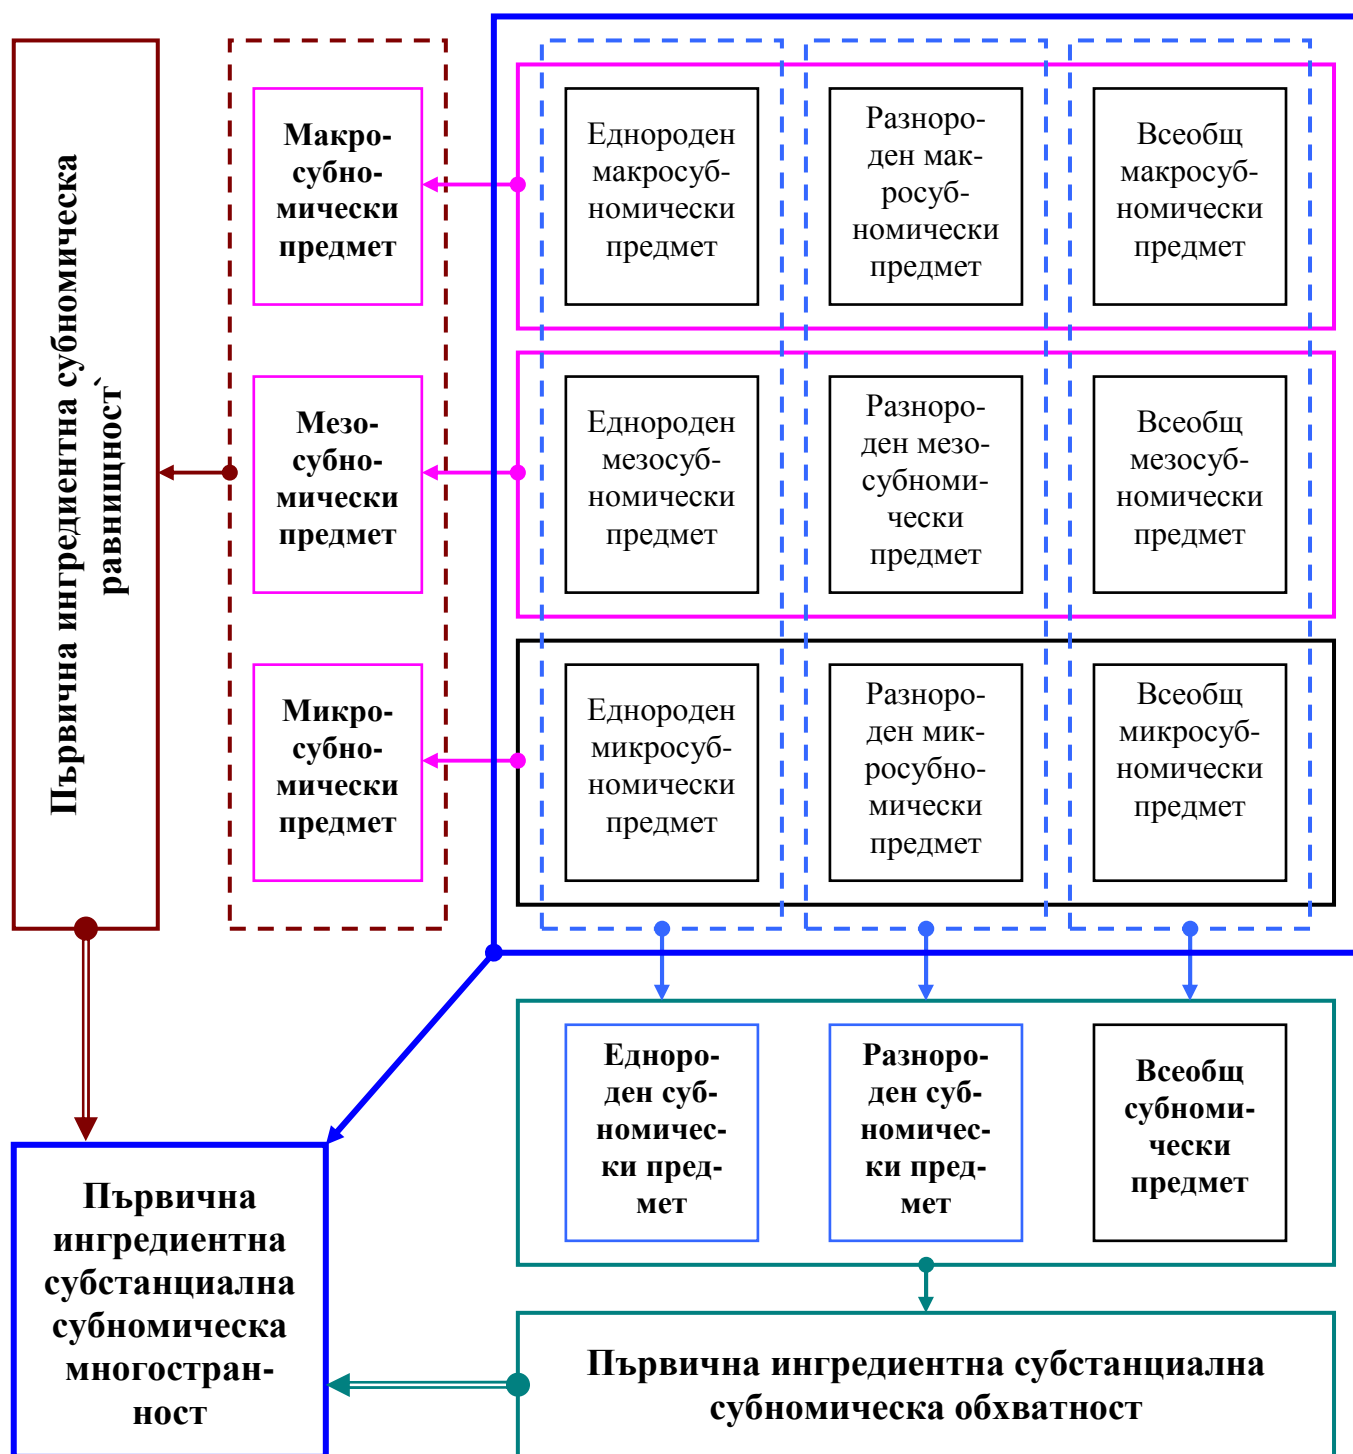 Първична ингредиентна субномическа
равнищност`
Макро-
субно-
мически
предмет
Еднороден
макросуб-
номически
предмет
Разноро-
ден мак-
росуб-
номически
предмет
Всеобщ
макросуб-
номически
предмет
Мезо-
субно-
мически
предмет
Еднороден
мезосуб-
номически
предмет
Разноро-
ден мезо-
субноми-
чески
предмет
Всеобщ
мезосуб-
номически
предмет
Микро-
субно-
мически
предмет
Еднороден
микросуб-
номически
предмет
Разноро-
ден мик-
росубно-
мически
предмет
Всеобщ
микросуб-
номически
предмет
Едноро-
ден суб-
номичес-
ки пред-
мет
Разноро-
ден суб-
номичес-
ки пред-
мет
Всеобщ
субноми-
чески
предмет
Първична
ингредиентна
субстанциална
субномическа
многостран-
ност
Първична ингредиентна субстанциална
субномическа обхватност